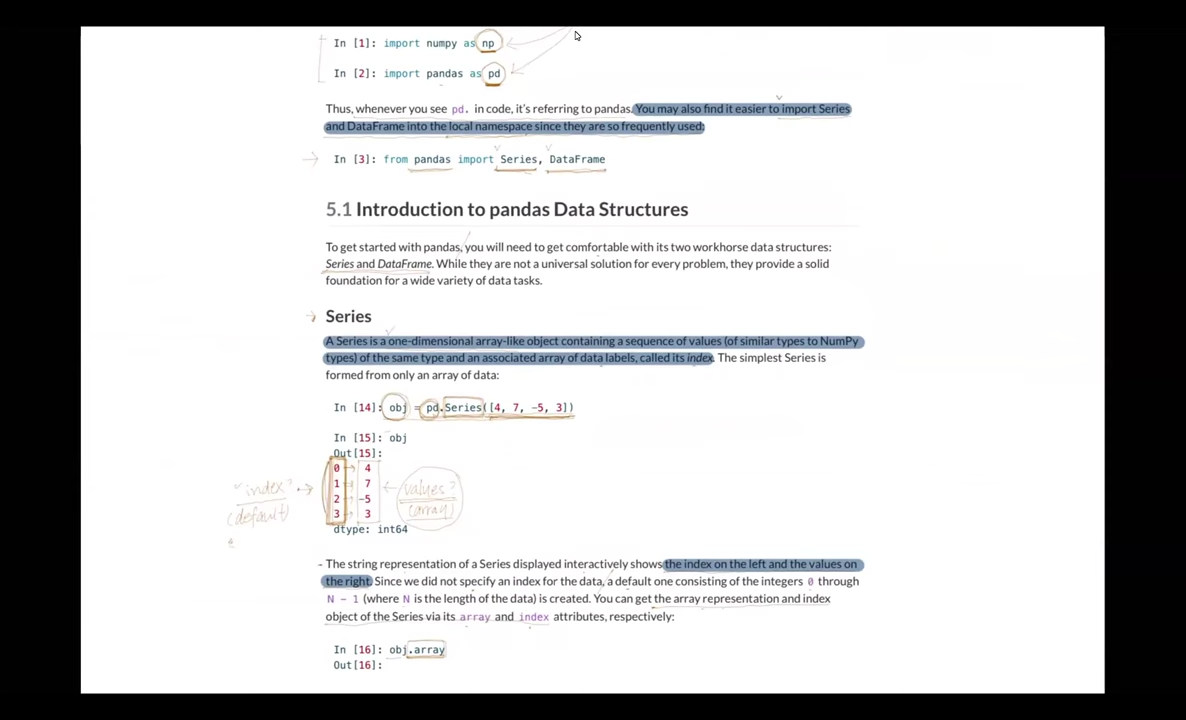 In [1]: import numpy as np
In [2]: import pandas as pd
Thus, whenever you see pd. in code, it's referring to pandas. You may also find it easier to import Series
and DataFrame into the local namespace since they are so frequently used:
In [3]: from pandas import Series, DataFrame
5.1 Introduction to pandas Data Structures
To get started with pandas, you will need to get comfortable with its two workhorse data structures:
Series and DataFrame. While they are not a universal solution for every problem, they provide a solid
foundation for a wide variety of data tasks.
Series
A Series is a one-dimensional array-like object containing a sequence of values (of similar types to NumPy
types) of the same type and an associated array of data labels, called its index. The simplest Series is
formed from only an array of data:
In [14]: obj = pd.Series([4, 7, -5, 3])
In [15]: obj
Out[15]:
0 4
1 7
2 -5
3 3
dtype: int64
"index"
(default)
values?
(array)
- The string representation of a Series displayed interactively shows the index on the left and the values on
the right. Since we did not specify an index for the data, a default one consisting of the integers 0 through
N - 1 (where N is the length of the data) is created. You can get the array representation and index
object of the Series via its array and index attributes, respectively:
In [16]: obj.array
Out[16]: